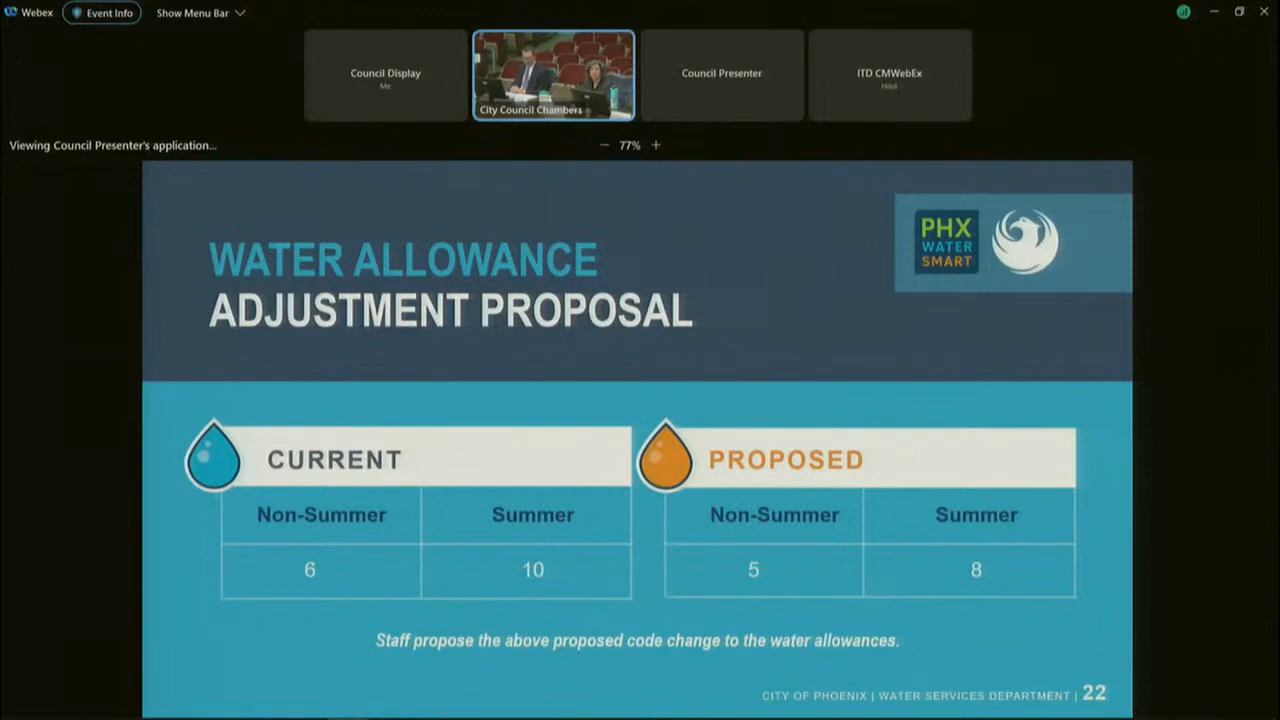 Webex
Event Info
Show Menu Bar
Council Display
Me
City Council Chambers
Council Presenter
ITD CMWebEx
Host
Viewing Council Presenter's application...
77%
WATER ALLOWANCE
ADJUSTMENT PROPOSAL
PHX
WATER
SMART
CURRENT
Non-Summer Summer
6 10
PROPOSED
Non-Summer Summer
5 8
Staff propose the above proposed code change to the water allowances.
CITY OF PHOENIX | WATER SERVICES DEPARTMENT | 22